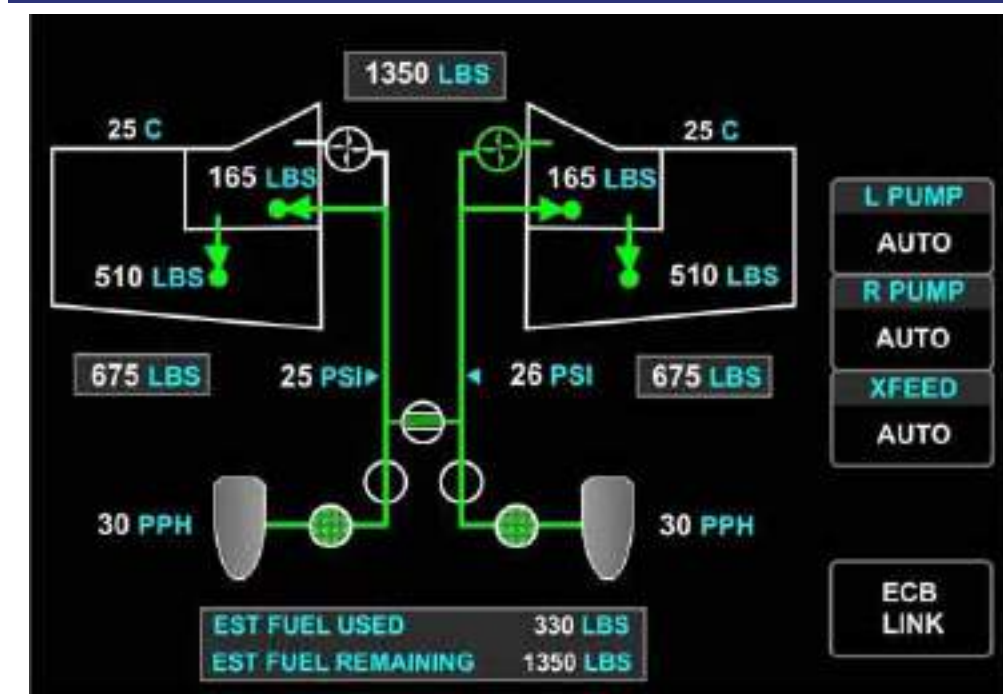 1350 LBS
25 C
25 C
165 LBS
165 LBS
L PUMP
AUTO
510 LBS
510 LBS
R PUMP
AUTO
675 LBS
25 PSI
26 PSI
675 LBS
XFEED
AUTO
30 PPH
30 PPH
EST FUEL USED 330 LBS
EST FUEL REMAINING 1350 LBS
ECB
LINK